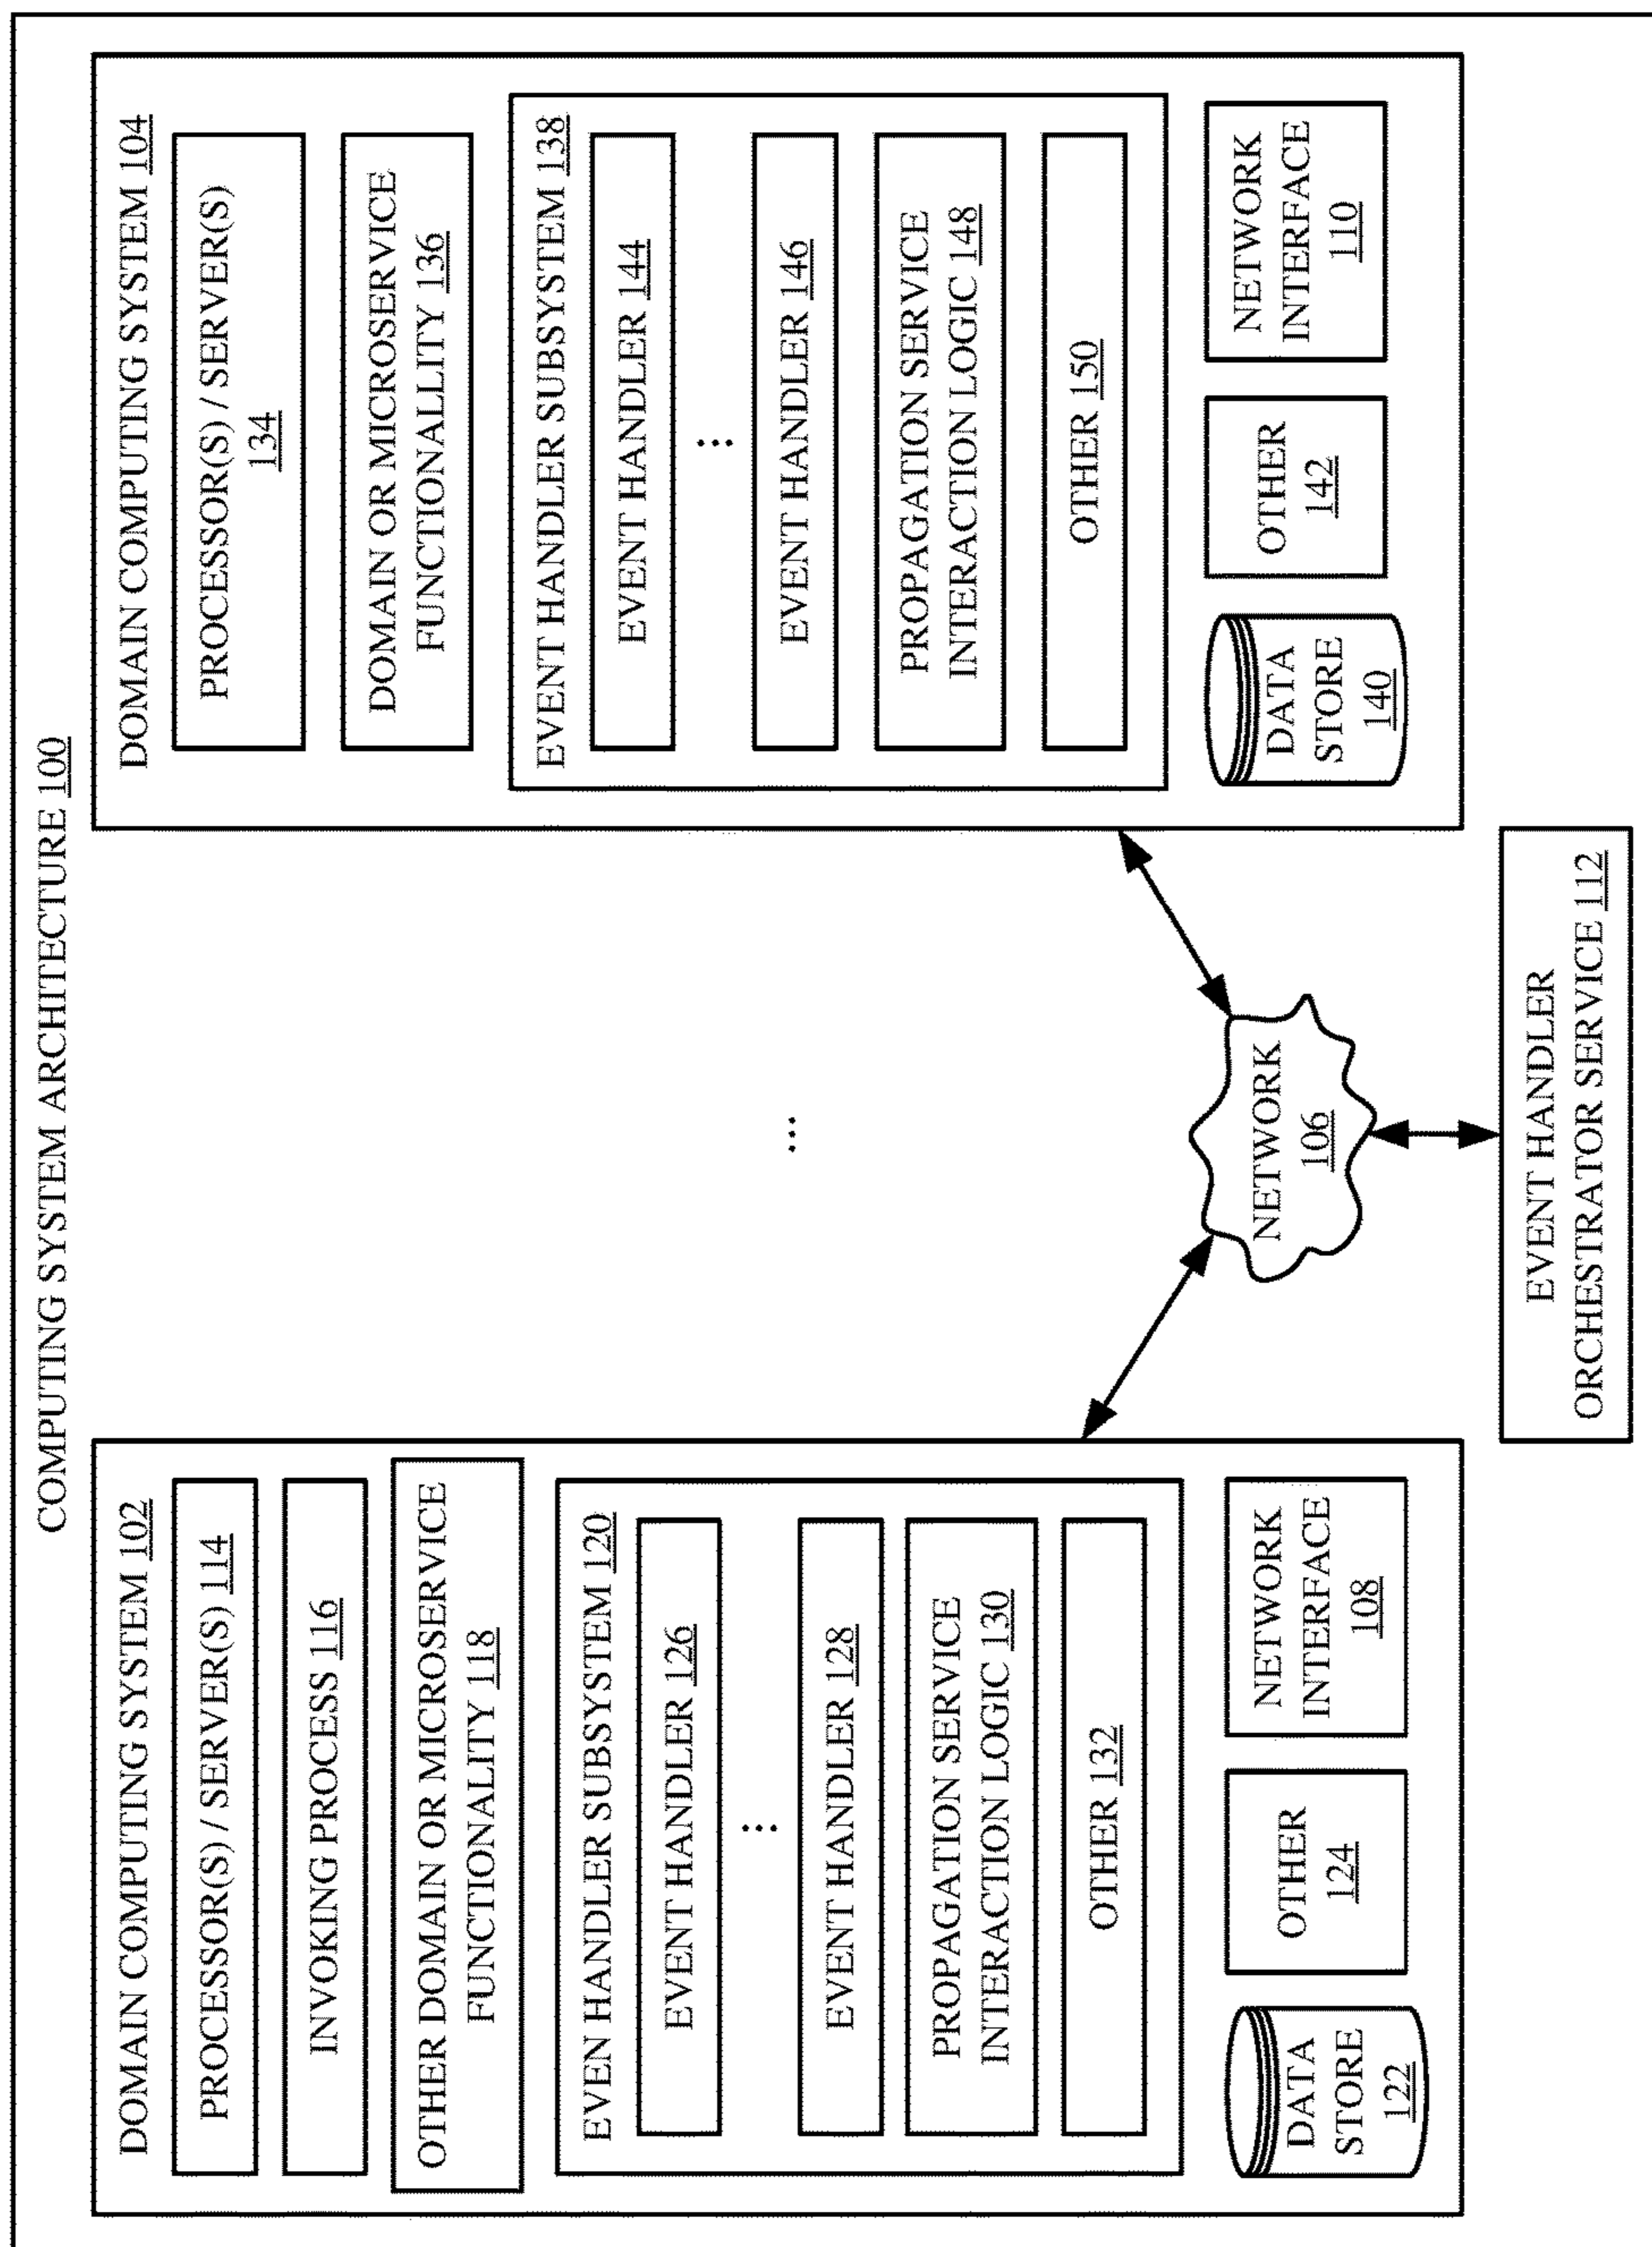 COMPUTING SYSTEM ARCHITECTURE 100
DOMAIN COMPUTING SYSTEM 102
PROCESSOR(S) / SERVER(S) 114
INVOKING PROCESS 116
OTHER DOMAIN OR MICROSERVICE
FUNCTIONALITY 118
EVEN HANDLER SUBSYSTEM 120
EVENT HANDLER 126
...
EVENT HANDLER 128
PROPAGATION SERVICE
INTERACTION LOGIC 130
OTHER 132
DATA
STORE
122
OTHER
124
NETWORK
INTERFACE
108
...
NETWORK
106
EVENT HANDLER
ORCHESTRATOR SERVICE 112
DOMAIN COMPUTING SYSTEM 104
PROCESSOR(S) / SERVER(S)
134
DOMAIN OR MICROSERVICE
FUNCTIONALITY 136
EVENT HANDLER SUBSYSTEM 138
EVENT HANDLER 144
...
EVENT HANDLER 146
PROPAGATION SERVICE
INTERACTION LOGIC 148
OTHER 150
DATA
STORE
140
OTHER
142
NETWORK
INTERFACE
110